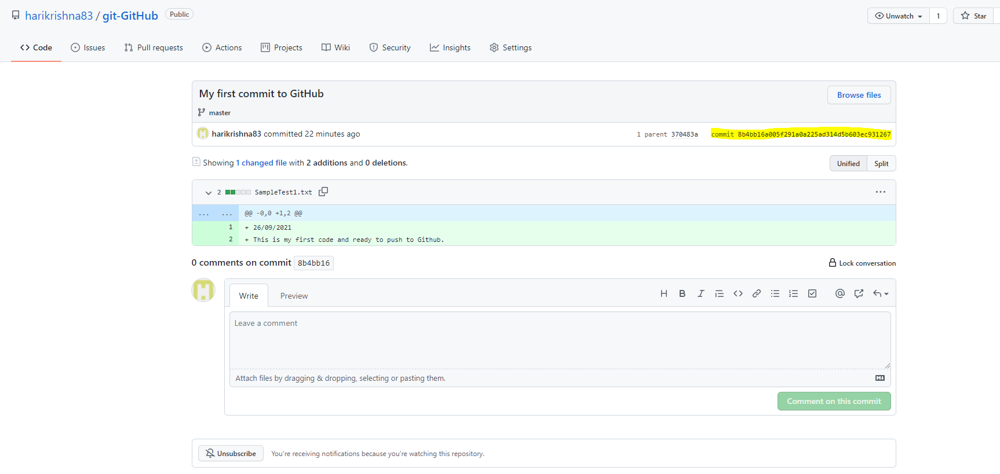 harikrishna83 / git-GitHub Public Unwatch 1 Star
Code Issues Pull requests Actions Projects Wiki Security Insights Settings
My first commit to GitHub Browse files
master
harikrishna83 committed 22 minutes ago 1 parent 370483a commit 8b4bb16a005f291a0a225ad314d5b603ec931267
Showing 1 changed file with 2 additions and 0 deletions. Unified Split
2 SampleTest1.txt ...
... ... @@ -0,0 +1,2 @@
1 + 26/09/2021
2 + This is my first code and ready to push to Github.
0 comments on commit 8b4bb16 Lock conversation
Write Preview
Leave a comment
Attach files by dragging & dropping, selecting or pasting them.
Comment on this commit
Unsubscribe You're receiving notifications because you're watching this repository.